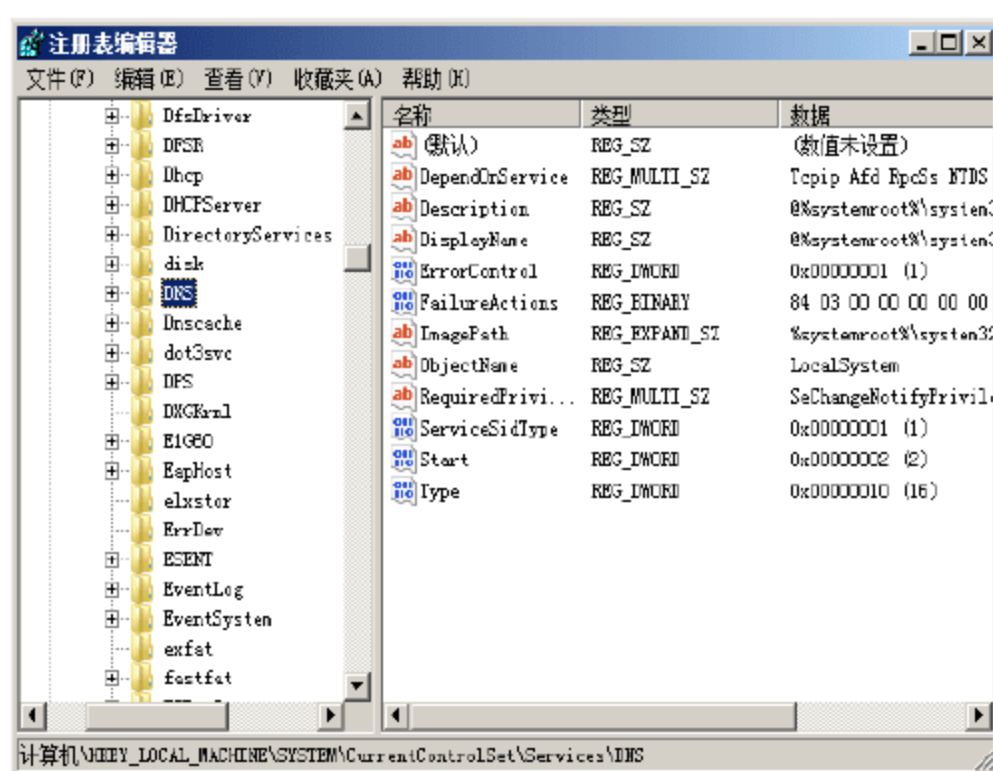 注册表编辑器
文件(F) 编辑(E) 查看(V) 收藏夹(A) 帮助(H)
DfsDriver
DFSR
Dhcp
DHCPServer
DirectoryServices
disk
DNS
Dnscache
dot3svc
DPS
DXGKrnl
E1G60
EapHost
elxstor
ErrDev
ESENT
EventLog
EventSystem
exfat
fastfat
名称 类型 数据
(默认) REG_SZ (数值未设置)
DependOnService REG_MULTI_SZ Tcpip Afd RpcSs NTDS
Description REG_SZ @%systemroot%\system3
DisplayName REG_SZ @%systemroot%\system3
ErrorControl REG_DWORD 0x00000001 (1)
FailureActions REG_BINARY 84 03 00 00 00 00 00
ImagePath REG_EXPAND_SZ %systemroot%\system32
ObjectName REG_SZ LocalSystem
RequiredPrivi... REG_MULTI_SZ SeChangeNotifyPrivil
ServiceSidType REG_DWORD 0x00000001 (1)
Start REG_DWORD 0x00000002 (2)
Type REG_DWORD 0x00000010 (16)
计算机\HKEY_LOCAL_MACHINE\SYSTEM\CurrentControlSet\Services\DNS